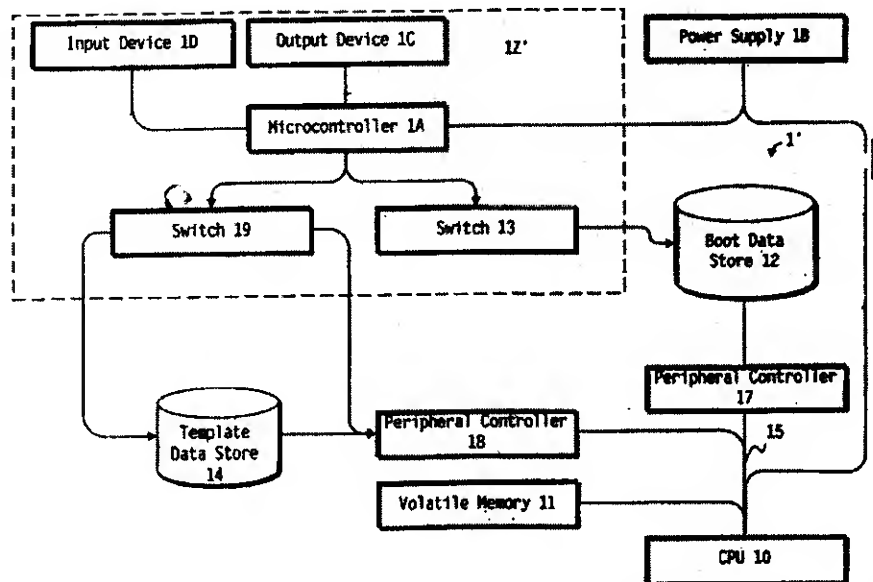 Input Device 1D
Output Device 1C
1Z'
Power Supply 1B
Microcontroller 1A
1'
Switch 19
Switch 13
Boot Data
Store 12
Peripheral Controller
17
Template
Data Store
14
Peripheral Controller
18
15
Volatile Memory 11
CPU 10